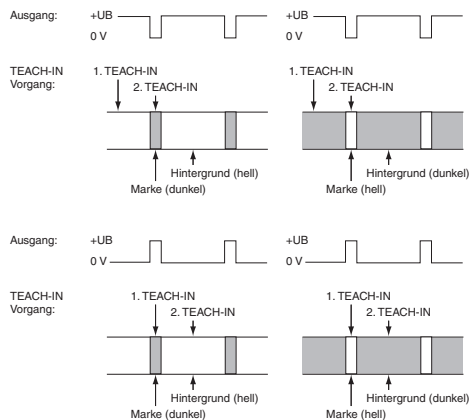 Ausgang: +UB +UB
0 V 0 V
TEACH-IN 1. TEACH-IN 1. TEACH-IN
Vorgang: 2. TEACH-IN 2. TEACH-IN
Hintergrund (hell) Hintergrund (dunkel)
Marke (dunkel) Marke (hell)
Ausgang: +UB +UB
0 V 0 V
TEACH-IN 1. TEACH-IN 1. TEACH-IN
Vorgang: 2. TEACH-IN 2. TEACH-IN
Hintergrund (hell) Hintergrund (dunkel)
Marke (dunkel) Marke (hell)